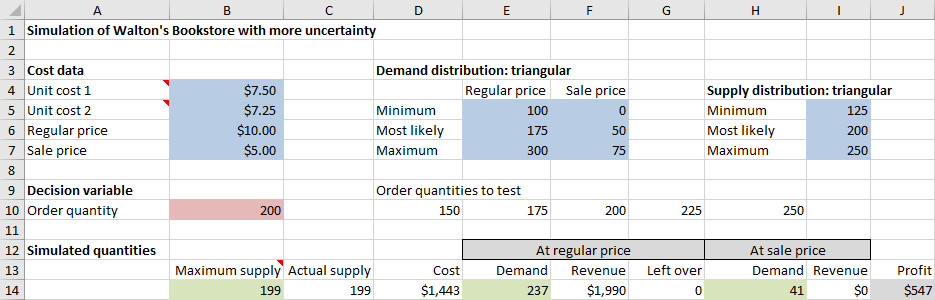 A B C D E F G H I J
1 Simulation of Walton's Bookstore with more uncertainty
2
3 Cost data Demand distribution: triangular
4 Unit cost 1 $7.50 Regular price Sale price Supply distribution: triangular
5 Unit cost 2 $7.25 Minimum 100 0 Minimum 125
6 Regular price $10.00 Most likely 175 50 Most likely 200
7 Sale price $5.00 Maximum 300 75 Maximum 250
8
9 Decision variable Order quantities to test
10 Order quantity 200 150 175 200 225 250
11
12 Simulated quantities At regular price At sale price
13 Maximum supply Actual supply Cost Demand Revenue Left over Demand Revenue Profit
14 199 199 $1,443 237 $1,990 0 41 $0 $547